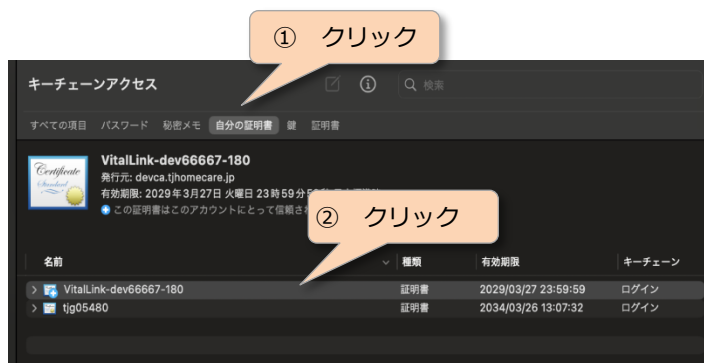 ① クリック
キーチェーンアクセス
検索
すべての項目 パスワード 秘密メモ 自分の証明書 鍵 証明書
Certificate
Standard
VitalLink-dev66667-180
発行元: devca.tjhomecare.jp
有効期限: 2029年3月27日 火曜日 23時59分
この証明書はこのアカウントにとって信頼され
② クリック
名前 種類 有効期限 キーチェーン
VitalLink-dev66667-180 証明書 2029/03/27 23:59:59 ログイン
tjg05480 証明書 2034/03/26 13:07:32 ログイン